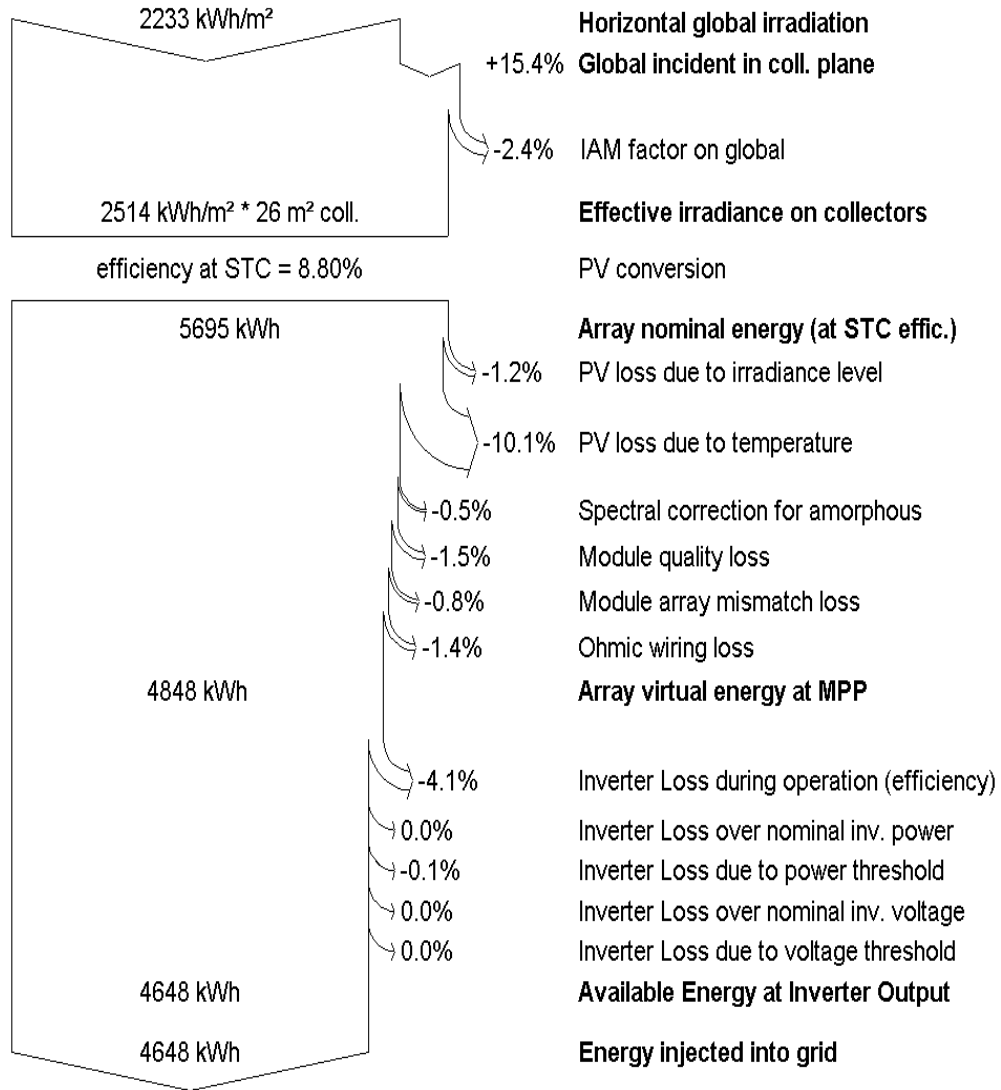 2233 kWh/m² Horizontal global irradiation
+15.4% Global incident in coll. plane
-2.4% IAM factor on global
2514 kWh/m² * 26 m² coll. Effective irradiance on collectors
efficiency at STC = 8.80% PV conversion
5695 kWh Array nominal energy (at STC effic.)
-1.2% PV loss due to irradiance level
-10.1% PV loss due to temperature
-0.5% Spectral correction for amorphous
-1.5% Module quality loss
-0.8% Module array mismatch loss
-1.4% Ohmic wiring loss
4848 kWh Array virtual energy at MPP
-4.1% Inverter Loss during operation (efficiency)
0.0% Inverter Loss over nominal inv. power
-0.1% Inverter Loss due to power threshold
0.0% Inverter Loss over nominal inv. voltage
0.0% Inverter Loss due to voltage threshold
4648 kWh Available Energy at Inverter Output
4648 kWh Energy injected into grid